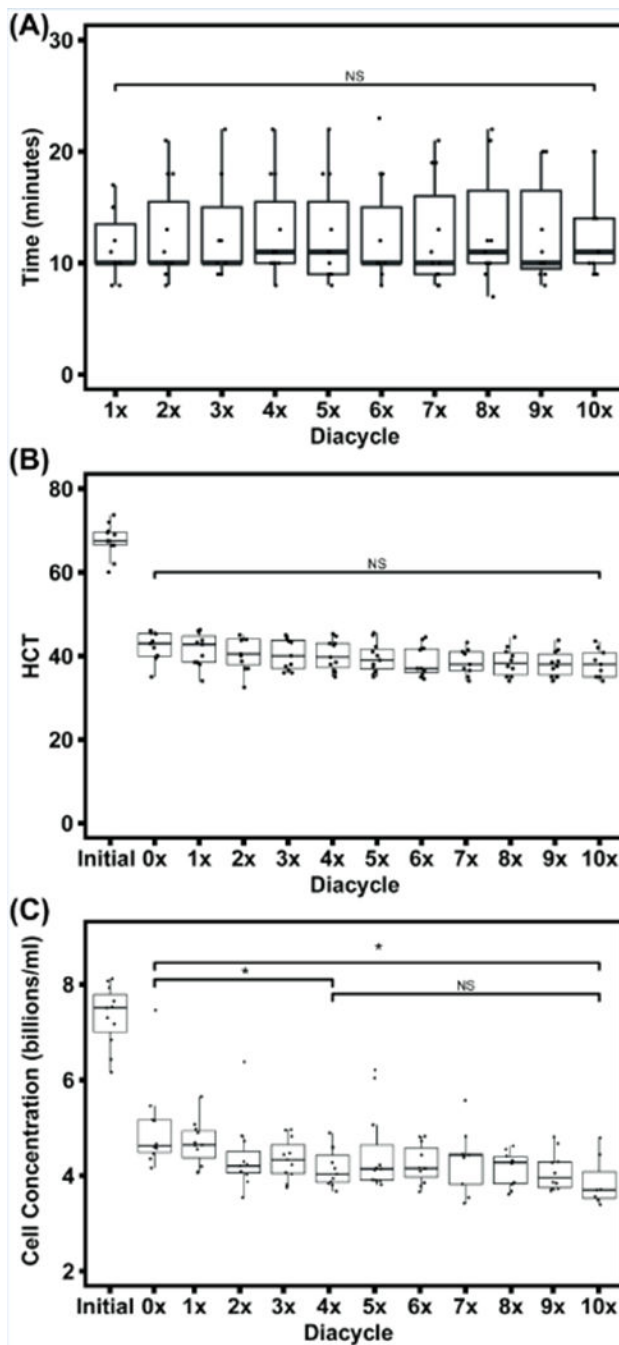 (A)
30
20
10
0
Time (minutes)
NS
1x 2x 3x 4x 5x 6x 7x 8x 9x 10x
Diacycle
(B)
80
60
40
20
0
HCT
NS
Initial 0x 1x 2x 3x 4x 5x 6x 7x 8x 9x 10x
Diacycle
(C)
8
6
4
2
Cell Concentration (billions/ml)
*
*
NS
Initial 0x 1x 2x 3x 4x 5x 6x 7x 8x 9x 10x
Diacycle